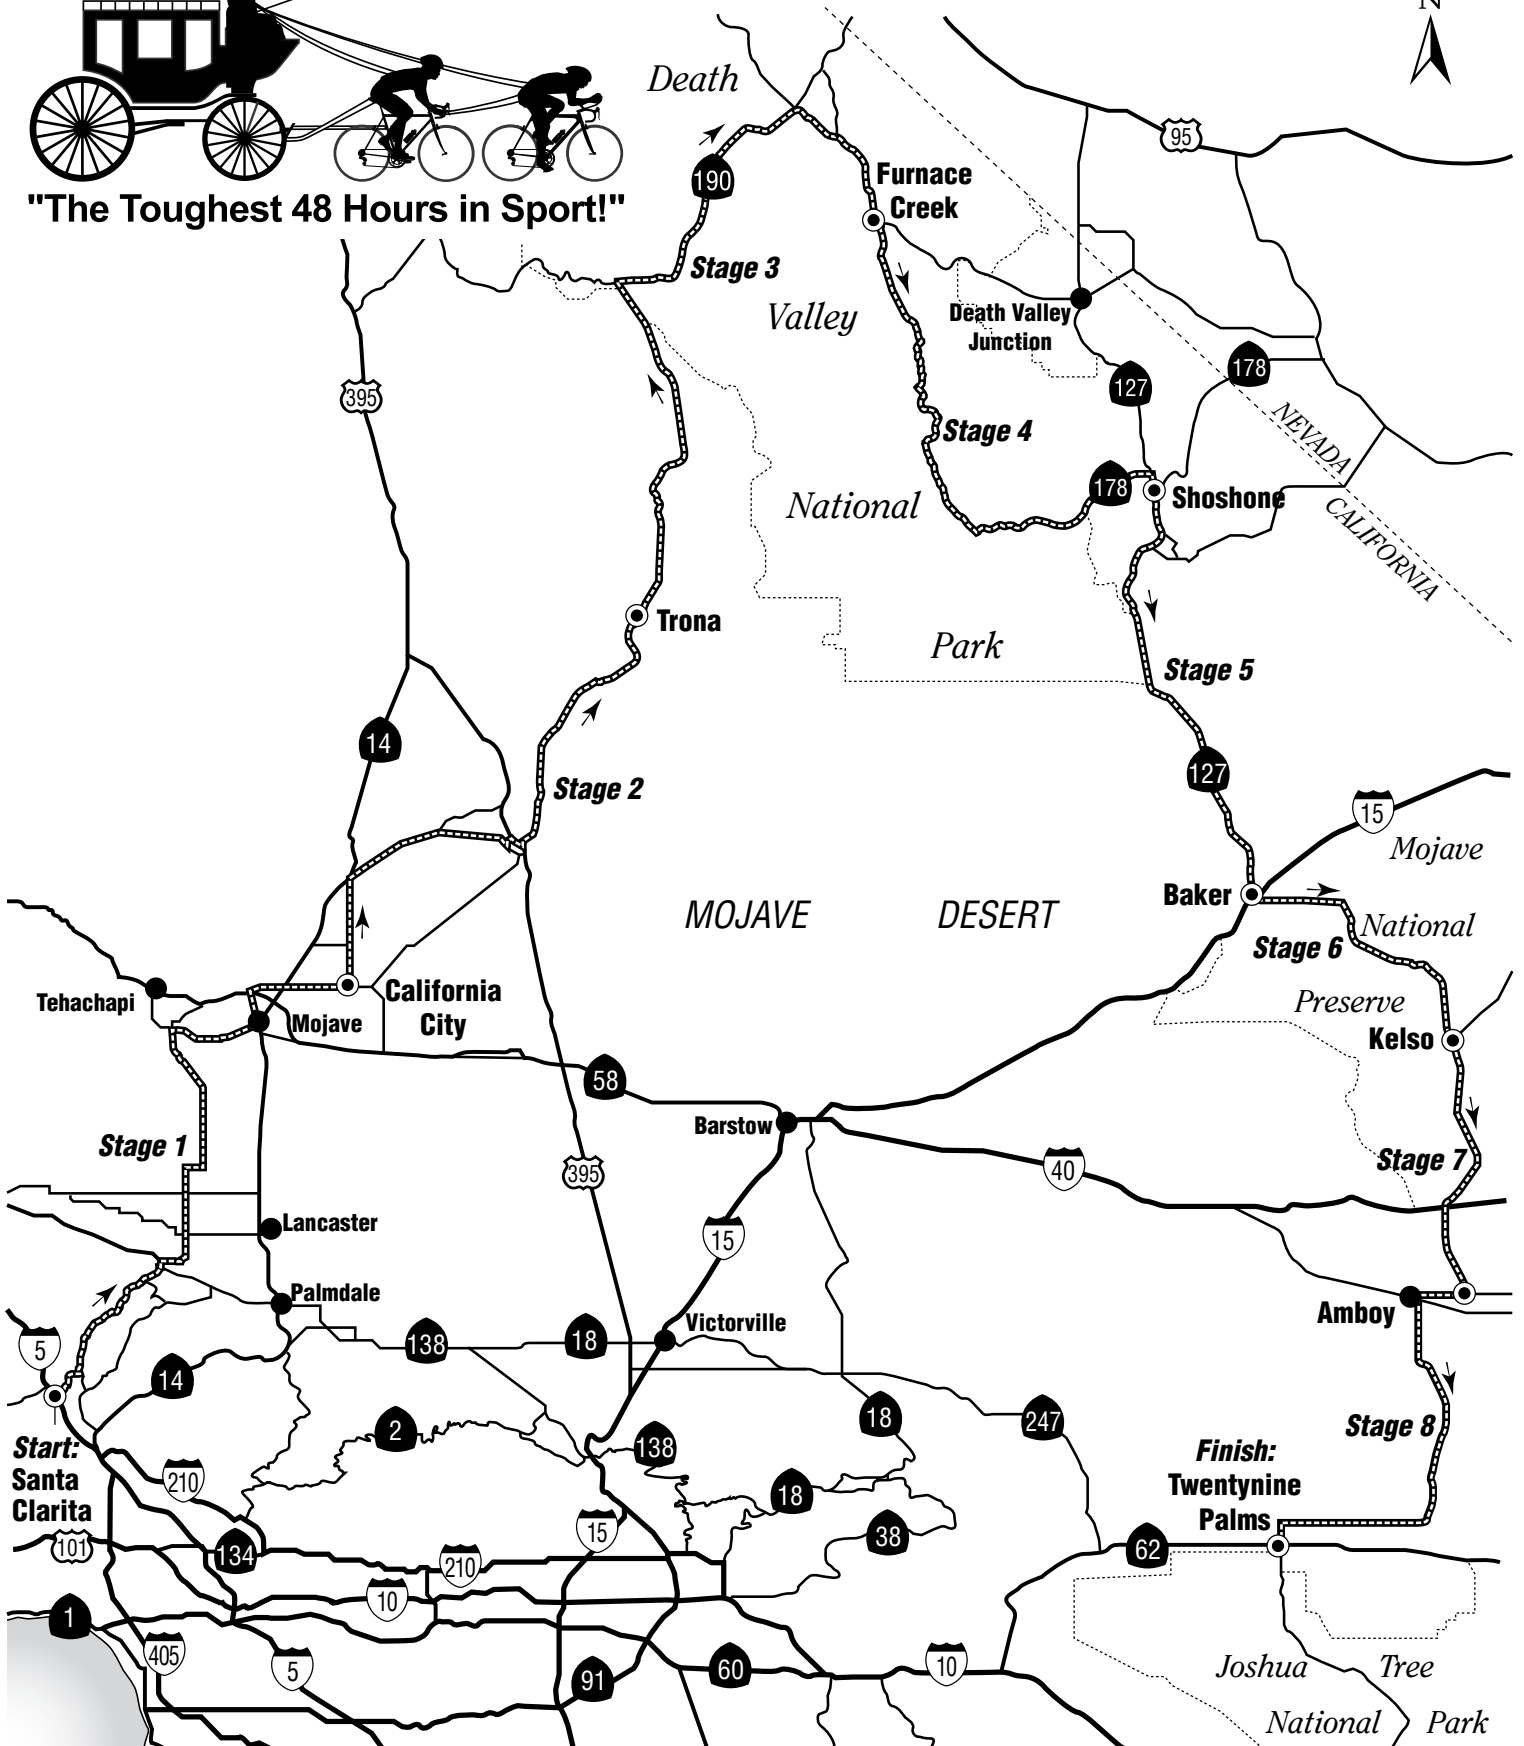 N
Death
95
Furnace
Creek
190
"The Toughest 48 Hours in Sport!"
Stage 3
Valley
Death Valley
Junction
178
127
395
NEVADA
Stage 4
178
Shoshone
National
CALIFORNIA
Trona
Park
Stage 5
14
127
Stage 2
15
Mojave
Baker
MOJAVE DESERT
National
Stage 6
California
City
Tehachapi
Mojave
Preserve
Kelso
58
Barstow
Stage 1
395
40
Stage 7
Lancaster
15
Palmdale
Amboy
Victorville
5
138
18
14
2
18
247
Stage 8
138
Start:
Santa
Clarita
Finish:
Twentynine
Palms
210
18
15
38
101
134
210
62
10
1
405
5
91
60
10
Joshua Tree
National Park